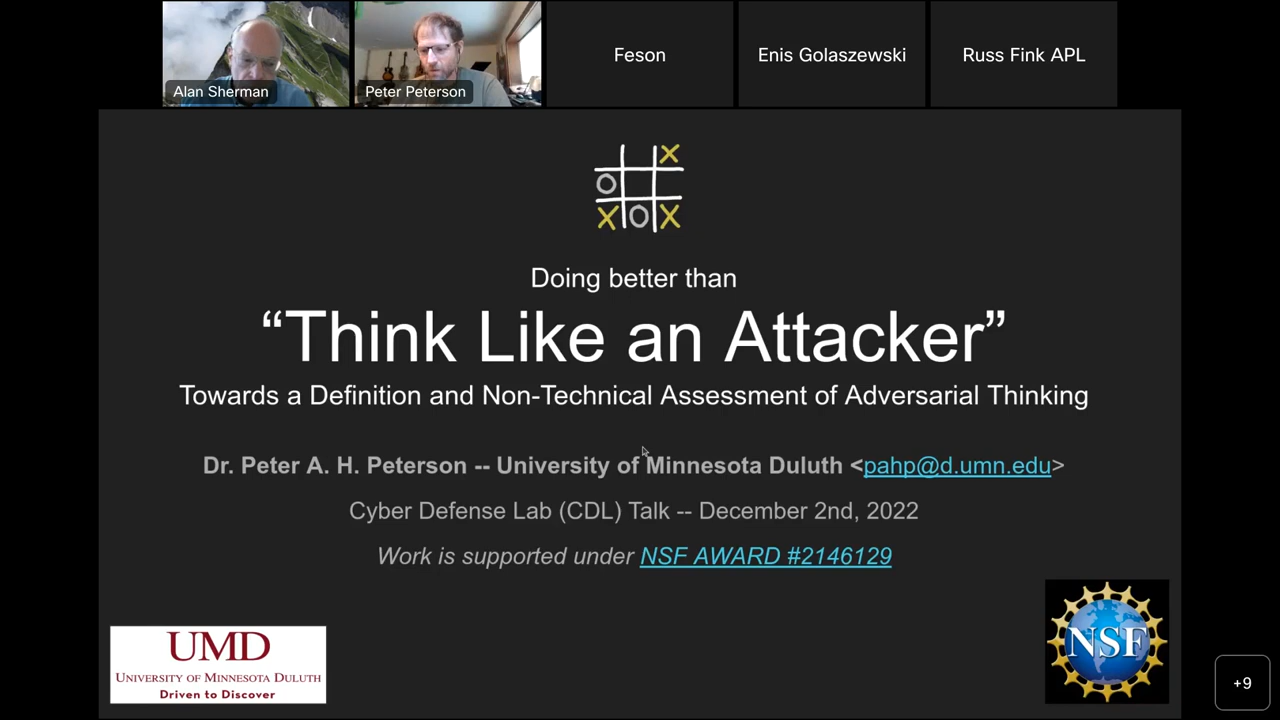 Alan Sherman
Peter Peterson
Feson
Enis Golaszewski
Russ Fink APL
X
O
X O X
Doing better than
“Think Like an Attacker”
Towards a Definition and Non-Technical Assessment of Adversarial Thinking
Dr. Peter A. H. Peterson -- University of Minnesota Duluth <pahp@d.umn.edu>
Cyber Defense Lab (CDL) Talk -- December 2nd, 2022
Work is supported under NSF AWARD #2146129
UMD
UNIVERSITY OF MINNESOTA DULUTH
Driven to Discover
NSF
+9